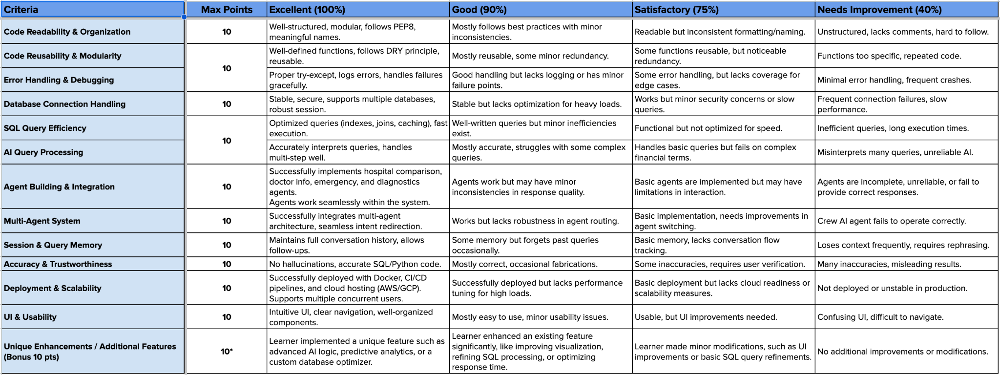 Criteria
Max Points
Excellent (100%)
Good (90%)
Satisfactory (75%)
Needs Improvement (40%)
Code Readability & Organization
10
Well-structured, modular, follows PEP8,
meaningful names.
Mostly follows best practices with minor
inconsistencies.
Readable but inconsistent formatting/naming.
Unstructured, lacks comments, hard to follow.
Code Reusability & Modularity
10
Well-defined functions, follows DRY principle,
reusable.
Mostly reusable, some minor redundancy.
Some functions reusable, but noticeable
redundancy.
Functions too specific, repeated code.
Error Handling & Debugging
Proper try-except, logs errors, handles failures
gracefully.
Good handling but lacks logging or has minor
failure points.
Some error handling, but lacks coverage for
edge cases.
Minimal error handling, frequent crashes.
Database Connection Handling
10
Stable, secure, supports multiple databases,
robust session.
Stable but lacks optimization for heavy loads.
Works but minor security concerns or slow
queries.
Frequent connection failures, slow
performance.
SQL Query Efficiency
10
Optimized queries (indexes, joins, caching), fast
execution.
Well-written queries but minor inefficiencies
exist.
Functional but not optimized for speed.
Inefficient queries, long execution times.
AI Query Processing
Accurately interprets queries, handles
multi-step well.
Mostly accurate, struggles with some complex
queries.
Handles basic queries but fails on complex
financial terms.
Misinterprets many queries, unreliable AI.
Agent Building & Integration
10
Successfully implements hospital comparison,
doctor info, emergency, and diagnostics
agents.
Agents work seamlessly within the system.
Agents work but may have minor
inconsistencies in response quality.
Basic agents are implemented but may have
limitations in interaction.
Agents are incomplete, unreliable, or fail to
provide correct responses.
Multi-Agent System
10
Successfully integrates multi-agent
architecture, seamless intent redirection.
Works but lacks robustness in agent routing.
Basic implementation, needs improvements in
agent switching.
Crew AI agent fails to operate correctly.
Session & Query Memory
10
Maintains full conversation history, allows
follow-ups.
Some memory but forgets past queries
occasionally.
Basic memory, lacks conversation flow
tracking.
Loses context frequently, requires rephrasing.
Accuracy & Trustworthiness
10
No hallucinations, accurate SQL/Python code.
Mostly correct, occasional fabrications.
Some inaccuracies, requires user verification.
Many inaccuracies, misleading results.
Deployment & Scalability
10
Successfully deployed with Docker, CI/CD
pipelines, and cloud hosting (AWS/GCP).
Supports multiple concurrent users.
Successfully deployed but lacks performance
tuning for high loads.
Basic deployment but lacks cloud readiness or
scalability measures.
Not deployed or unstable in production.
UI & Usability
10
Intuitive UI, clear navigation, well-organized
components.
Mostly easy to use, minor usability issues.
Usable, but UI improvements needed.
Confusing UI, difficult to navigate.
Unique Enhancements / Additional Features
(Bonus 10 pts)
10*
Learner implemented a unique feature such as
advanced AI logic, predictive analytics, or a
custom database optimizer.
Learner enhanced an existing feature
significantly, like improving visualization,
refining SQL processing, or optimizing
response time.
Learner made minor modifications, such as UI
improvements or basic SQL query refinements.
No additional improvements or modifications.